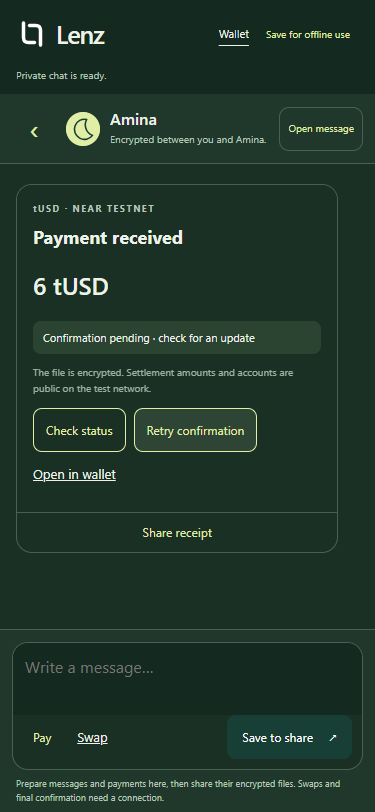 Lenz
Wallet
Save for offline use
Private chat is ready.
Amina
Encrypted between you and Amina.
Open message
tUSD · NEAR TESTNET
Payment received
6 tUSD
Confirmation pending · check for an update
The file is encrypted. Settlement amounts and accounts are
public on the test network.
Check status
Retry confirmation
Open in wallet
Share receipt
Write a message...
Pay
Swap
Save to share ↗
Prepare messages and payments here, then share their encrypted files. Swaps and
final confirmation need a connection.